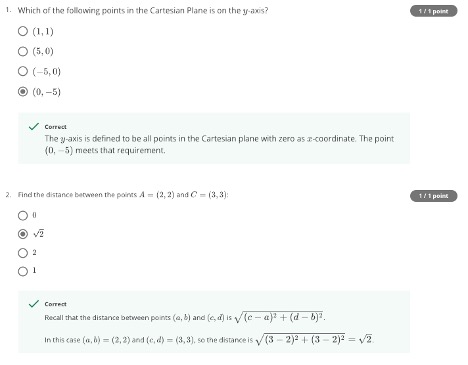 1. Which of the following points in the Cartesian Plane is on the y-axis?
1 / 1 point
(1, 1)
(5, 0)
(−5, 0)
(0, −5)
Correct
The y-axis is defined to be all points in the Cartesian plane with zero as x-coordinate. The point
(0, −5) meets that requirement.
2. Find the distance between the points A = (2, 2) and C = (3, 3):
1 / 1 point
0
√2
2
1
Correct
Recall that the distance between points (a, b) and (c, d) is √(c − a)² + (d − b)².
In this case (a, b) = (2, 2) and (c, d) = (3, 3), so the distance is √(3 − 2)² + (3 − 2)² = √2.